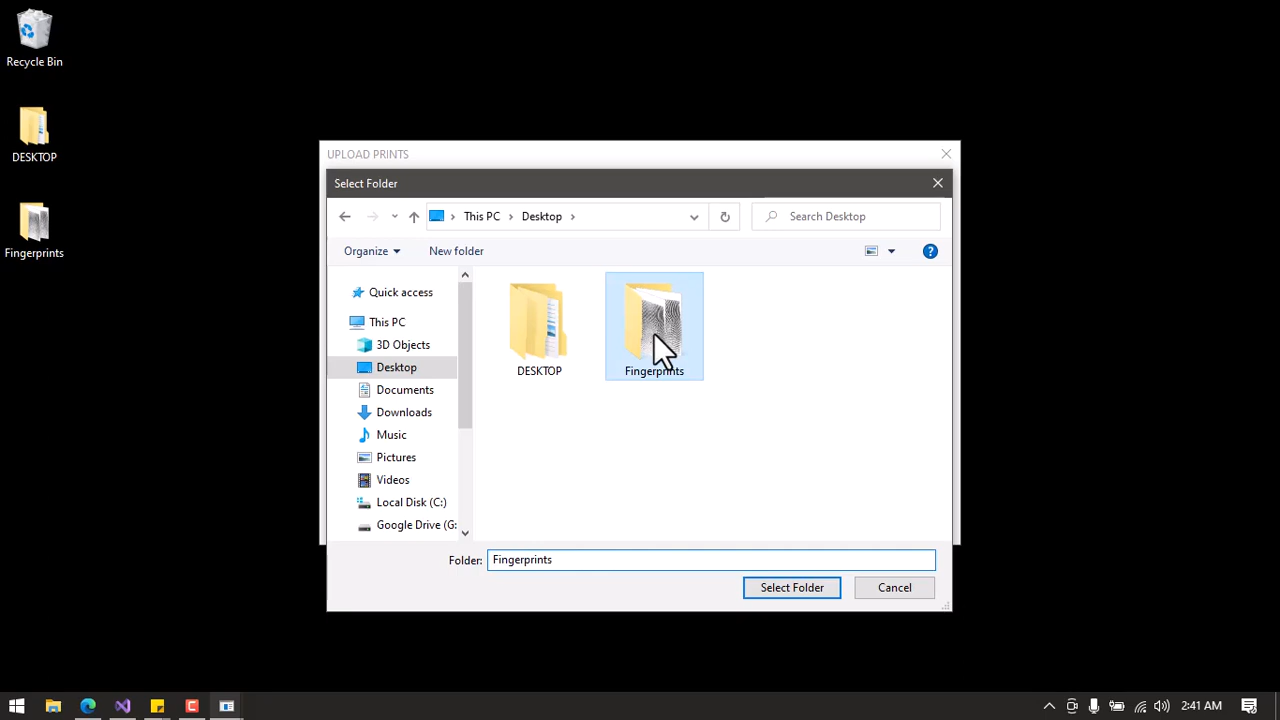 Recycle Bin
DESKTOP
Fingerprints
UPLOAD PRINTS
Select Folder
This PC
Desktop
Search Desktop
Organize
New folder
?
Quick access
This PC
3D Objects
Desktop
Documents
Downloads
Music
Pictures
Videos
Local Disk (C:)
Google Drive (G:
DESKTOP
Fingerprints
Folder:
Fingerprints
Select Folder
Cancel
2:41 AM